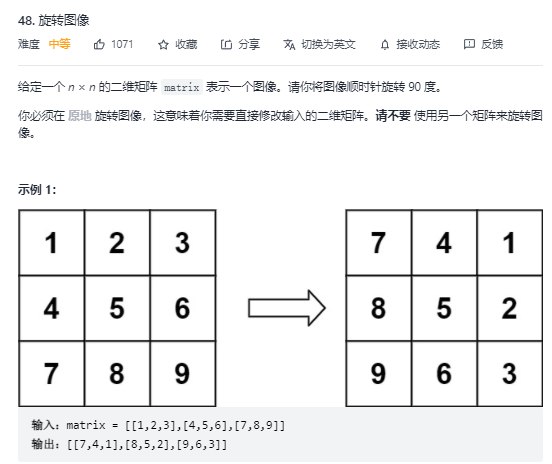 48. 旋转图像
难度 中等 1071 收藏 分享 切换为英文 接收动态 反馈
给定一个 n × n 的二维矩阵 matrix 表示一个图像。请你将图像顺时针旋转 90 度。
你必须在 原地 旋转图像，这意味着你需要直接修改输入的二维矩阵。请不要 使用另一个矩阵来旋转图
像。
示例 1：
1 2 3 7 4 1
4 5 6 8 5 2
7 8 9 9 6 3
输入：matrix = [[1,2,3],[4,5,6],[7,8,9]]
输出：[[7,4,1],[8,5,2],[9,6,3]]